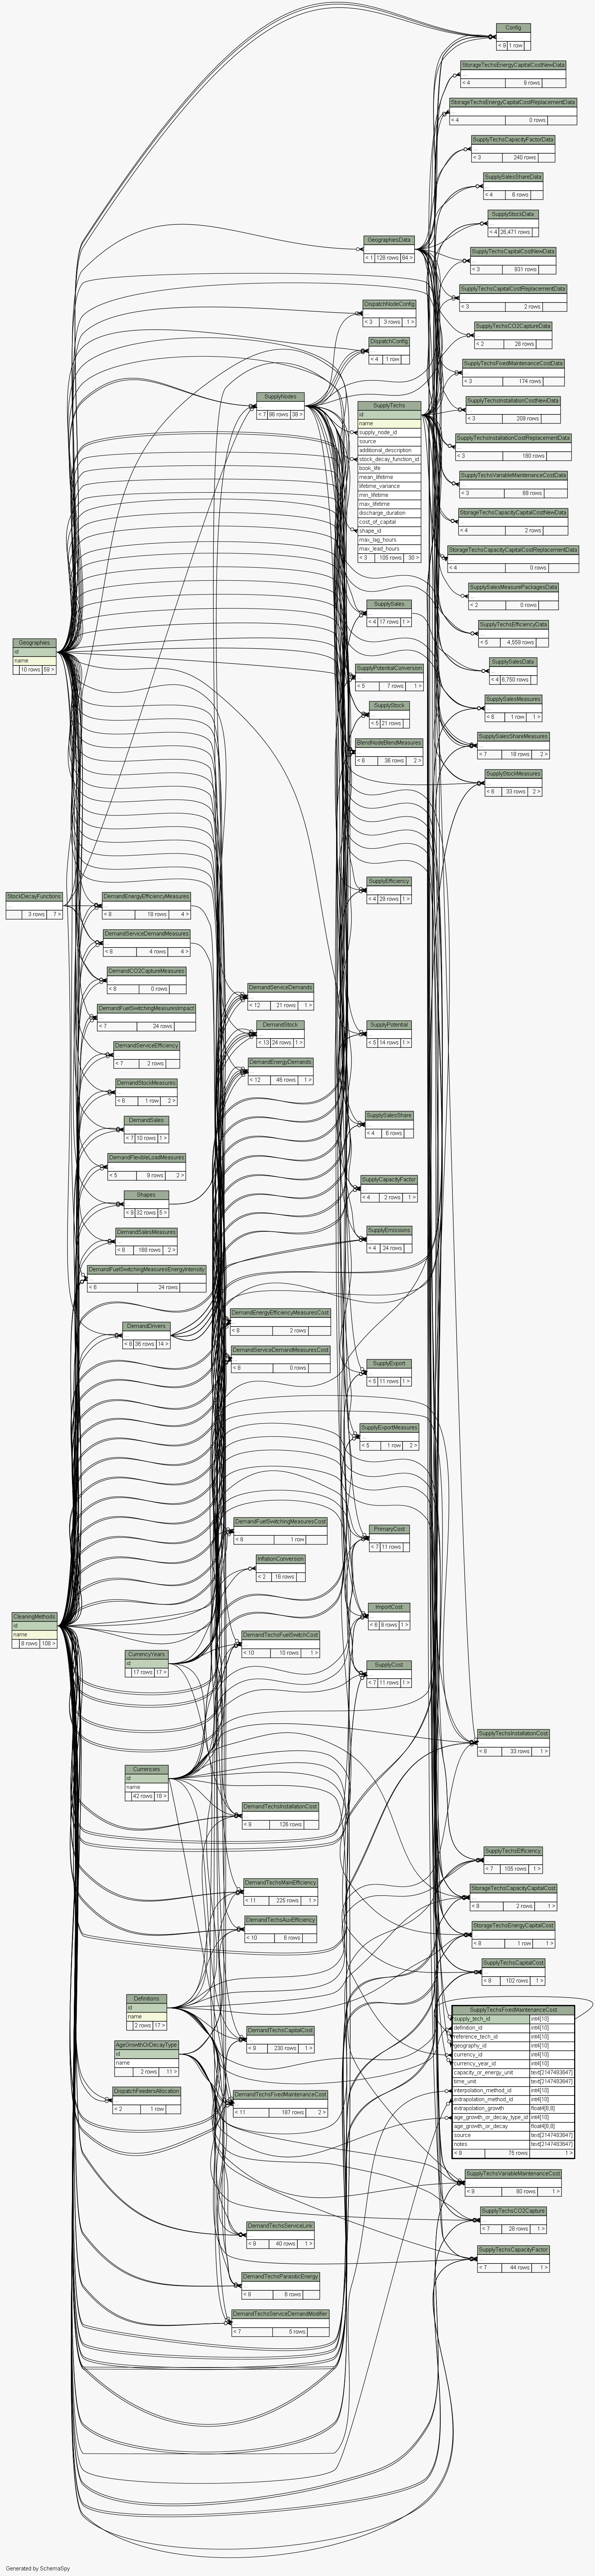 Config
...
< 8 1 row
StorageTechsEnergyCapitalCostNewData
...
< 4 8 rows
StorageTechsEnergyCapitalCostReplacementData
...
< 4 0 rows
SupplyTechsCapacityFactorData
...
< 3 240 rows
SupplySalesShareData
...
< 4 6 rows
SupplyStockData
...
< 4 26,471 rows
GeographiesData
...
< 1 128 rows 64 >
SupplyTechsCapitalCostNewData
...
< 3 931 rows
SupplyTechsCapitalCostReplacementData
...
< 3 2 rows
DispatchNodeConfig
...
< 3 3 rows 1 >
SupplyTechsCO2CaptureData
...
< 2 28 rows
DispatchConfig
...
< 4 1 row
SupplyTechsFixedMaintenanceCostData
...
< 3 174 rows
SupplyNodes
...
< 7 96 rows 38 >
SupplyTechs
id
name
supply_node_id
source
additional_description
stock_decay_function_id
book_life
mean_lifetime
lifetime_variance
min_lifetime
max_lifetime
discharge_duration
cost_of_capital
shape_id
max_lag_hours
max_lead_hours
< 3 105 rows 30 >
SupplyTechsInstallationCostNewData
...
< 3 209 rows
SupplyTechsInstallationCostReplacementData
...
< 3 180 rows
SupplyTechsVariableMaintenanceCostData
...
< 3 68 rows
StorageTechsCapacityCapitalCostNewData
...
< 4 2 rows
StorageTechsCapacityCapitalCostReplacementData
...
< 4 0 rows
SupplySalesMeasurePackagesData
...
< 2 0 rows
SupplySales
...
< 4 17 rows 1 >
SupplyTechsEfficiencyData
...
< 5 4,559 rows
Geographies
id
name
10 rows 59 >
SupplyPotentialConversion
...
< 5 7 rows 1 >
SupplySalesData
...
< 4 6,750 rows
SupplyStock
...
< 5 21 rows
SupplySalesMeasures
...
< 6 1 row 1 >
BlendNodeBlendMeasures
...
< 6 36 rows 2 >
SupplySalesShareMeasures
...
< 7 18 rows 2 >
SupplyStockMeasures
...
< 6 33 rows 2 >
StockDecayFunctions
...
3 rows 7 >
DemandEnergyEfficiencyMeasures
...
< 8 18 rows 4 >
SupplyEfficiency
...
< 4 28 rows 1 >
DemandServiceDemandMeasures
...
< 8 4 rows 4 >
DemandCO2CaptureMeasures
...
< 8 0 rows
DemandServiceDemands
...
< 12 21 rows 1 >
DemandFuelSwitchingMeasuresImpact
...
< 7 24 rows
DemandStock
...
< 13 24 rows 1 >
SupplyPotential
...
< 5 14 rows 1 >
DemandServiceEfficiency
...
< 7 2 rows
DemandEnergyDemands
...
< 12 46 rows 1 >
DemandStockMeasures
...
< 6 1 row 2 >
DemandSales
...
< 7 10 rows 1 >
SupplySalesShare
...
< 4 6 rows
DemandFlexibleLoadMeasures
...
< 5 9 rows 2 >
Shapes
...
< 9 32 rows 5 >
SupplyCapacityFactor
...
< 4 2 rows 1 >
DemandSalesMeasures
...
< 8 188 rows 2 >
SupplyEmissions
...
< 4 24 rows
DemandFuelSwitchingMeasuresEnergyIntensity
...
< 6 24 rows
DemandDrivers
...
< 8 36 rows 14 >
DemandEnergyEfficiencyMeasuresCost
...
< 8 2 rows
DemandServiceDemandMeasuresCost
...
< 8 0 rows
SupplyExport
...
< 5 11 rows 1 >
SupplyExportMeasures
...
< 5 1 row 2 >
DemandFuelSwitchingMeasuresCost
...
< 8 1 row
PrimaryCost
...
< 7 11 rows
InflationConversion
...
< 2 16 rows
CleaningMethods
id
name
8 rows 108 >
ImportCost
...
< 6 9 rows 1 >
DemandTechsFuelSwitchCost
...
< 10 10 rows 1 >
CurrencyYears
id
17 rows 17 >
SupplyCost
...
< 7 11 rows 1 >
SupplyTechsInstallationCost
...
< 8 33 rows 1 >
Currencies
id
name
42 rows 18 >
DemandTechsInstallationCost
...
< 9 126 rows
SupplyTechsEfficiency
...
< 7 105 rows 1 >
DemandTechsMainEfficiency
...
< 11 225 rows 1 >
StorageTechsCapacityCapitalCost
...
< 8 2 rows 1 >
DemandTechsAuxEfficiency
...
< 10 6 rows
StorageTechsEnergyCapitalCost
...
< 8 1 row 1 >
SupplyTechsCapitalCost
...
< 8 102 rows 1 >
Definitions
id
name
2 rows 17 >
SupplyTechsFixedMaintenanceCost
supply_tech_id int4[10]
definition_id int4[10]
reference_tech_id int4[10]
geography_id int4[10]
currency_id int4[10]
currency_year_id int4[10]
capacity_or_energy_unit text[2147483647]
time_unit text[2147483647]
interpolation_method_id int4[10]
extrapolation_method_id int4[10]
extrapolation_growth float4[8,8]
age_growth_or_decay_type_id int4[10]
age_growth_or_decay float4[8,8]
source text[2147483647]
notes text[2147483647]
< 9 75 rows 1 >
DemandTechsCapitalCost
...
< 9 230 rows 1 >
AgeGrowthOrDecayType
id
name
2 rows 11 >
DispatchFeedersAllocation
...
< 2 1 row
DemandTechsFixedMaintenanceCost
...
< 11 187 rows 2 >
SupplyTechsVariableMaintenanceCost
...
< 9 80 rows 1 >
SupplyTechsCO2Capture
...
< 7 28 rows 1 >
DemandTechsServiceLink
...
< 9 40 rows 1 >
SupplyTechsCapacityFactor
...
< 7 44 rows 1 >
DemandTechsParasiticEnergy
...
< 8 6 rows
DemandTechsServiceDemandModifier
...
< 7 5 rows
Generated by SchemaSpy